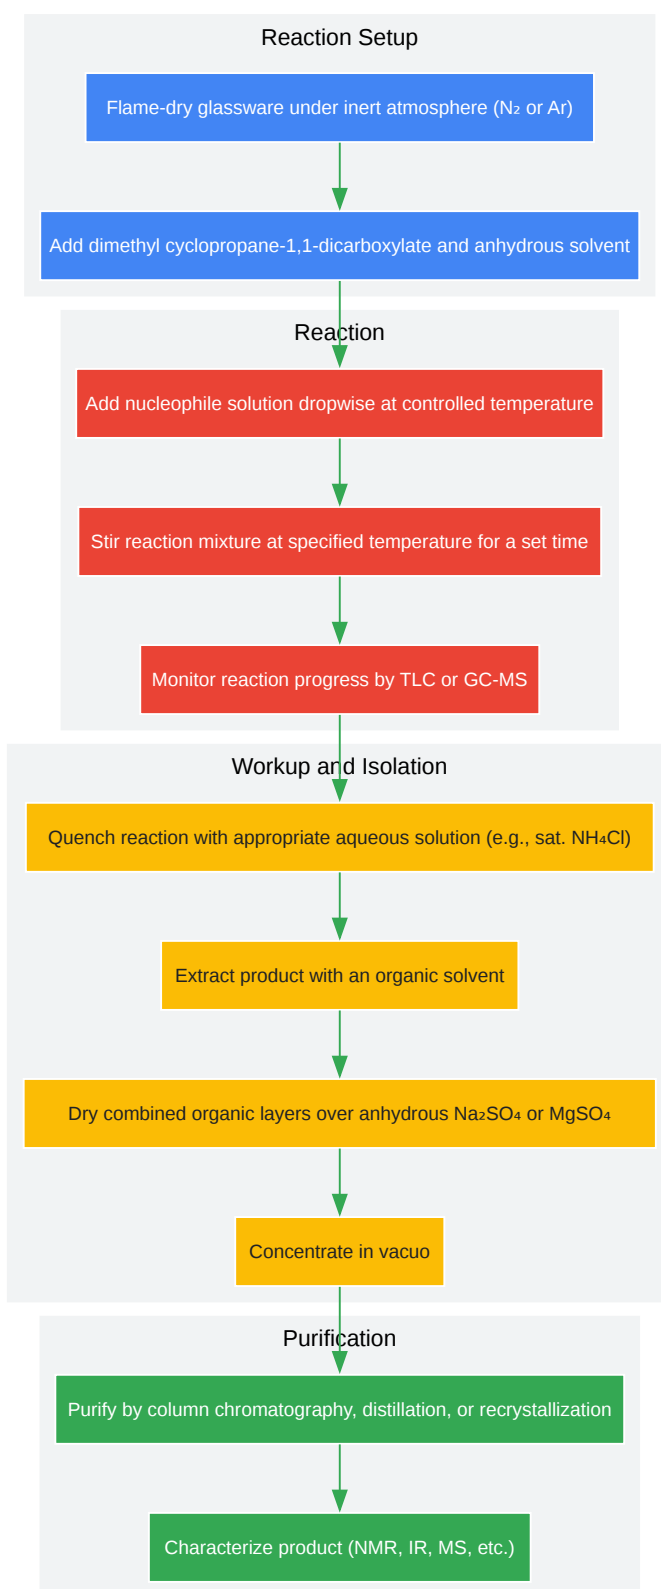 Reaction Setup
Flame-dry glassware under inert atmosphere (N₂ or Ar)
Add dimethyl cyclopropane-1,1-dicarboxylate and anhydrous solvent
Reaction
Add nucleophile solution dropwise at controlled temperature
Stir reaction mixture at specified temperature for a set time
Monitor reaction progress by TLC or GC-MS
Workup and Isolation
Quench reaction with appropriate aqueous solution (e.g., sat. NH₄Cl)
Extract product with an organic solvent
Dry combined organic layers over anhydrous Na₂SO₄ or MgSO₄
Concentrate in vacuo
Purification
Purify by column chromatography, distillation, or recrystallization
Characterize product (NMR, IR, MS, etc.)